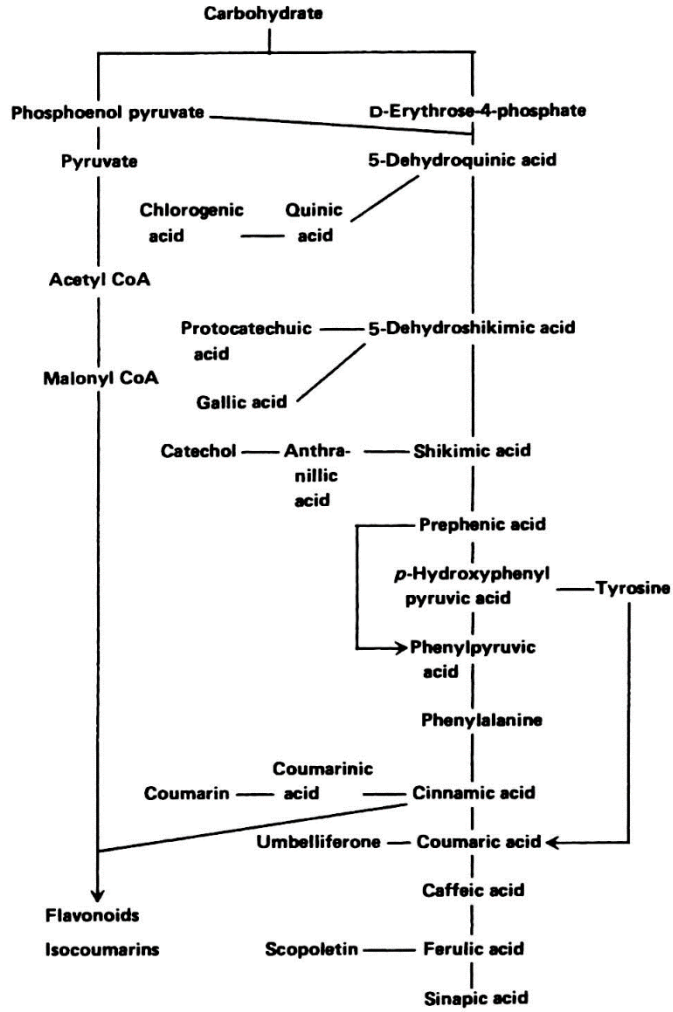 Carbohydrate
Phosphoenol pyruvate
D-Erythrose-4-phosphate
Pyruvate
5-Dehydroquinic acid
Chlorogenic
acid
Quinic
acid
Acetyl CoA
Protocatechuic
acid
5-Dehydroshikimic acid
Malonyl CoA
Gallic acid
Catechol
Anthra-
nillic
acid
Shikimic acid
Prephenic acid
p-Hydroxyphenyl
pyruvic acid
Tyrosine
Phenylpyruvic
acid
Phenylalanine
Coumarin
Coumarinic
acid
Cinnamic acid
Umbelliferone
Coumaric acid
Caffeic acid
Flavonoids
Isocoumarins
Scopoletin
Ferulic acid
Sinapic acid